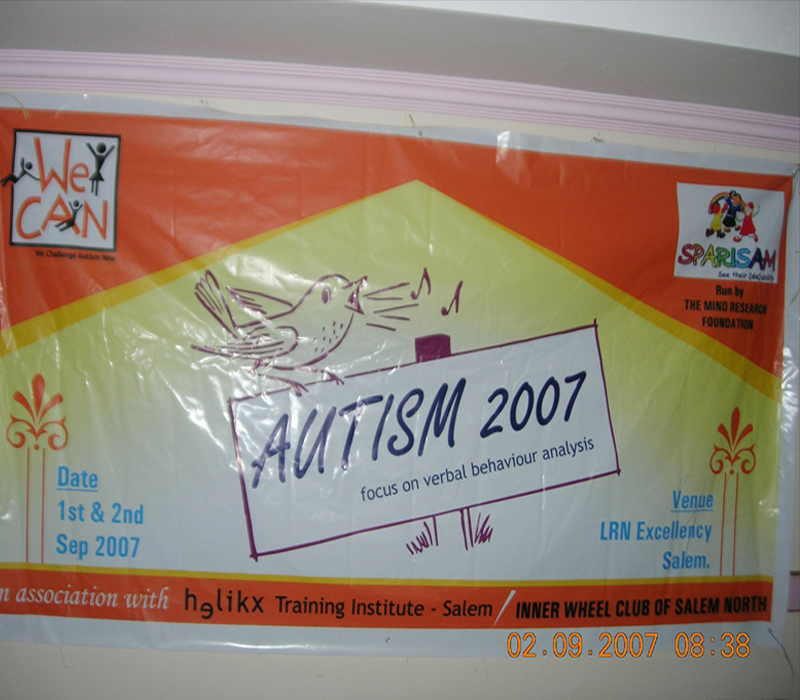 We
CAN
We Challenge Autism Now
SPARISAM
See their [dis]ability
Run by
THE MIND RESEARCH
FOUNDATION
AUTISM 2007
focus on verbal behaviour analysis
Date
1st & 2nd
Sep 2007
Venue
LRN Excellency
Salem.
n association with helikx Training Institute - Salem / INNER WHEEL CLUB OF SALEM NORTH
02.09.2007 08:38